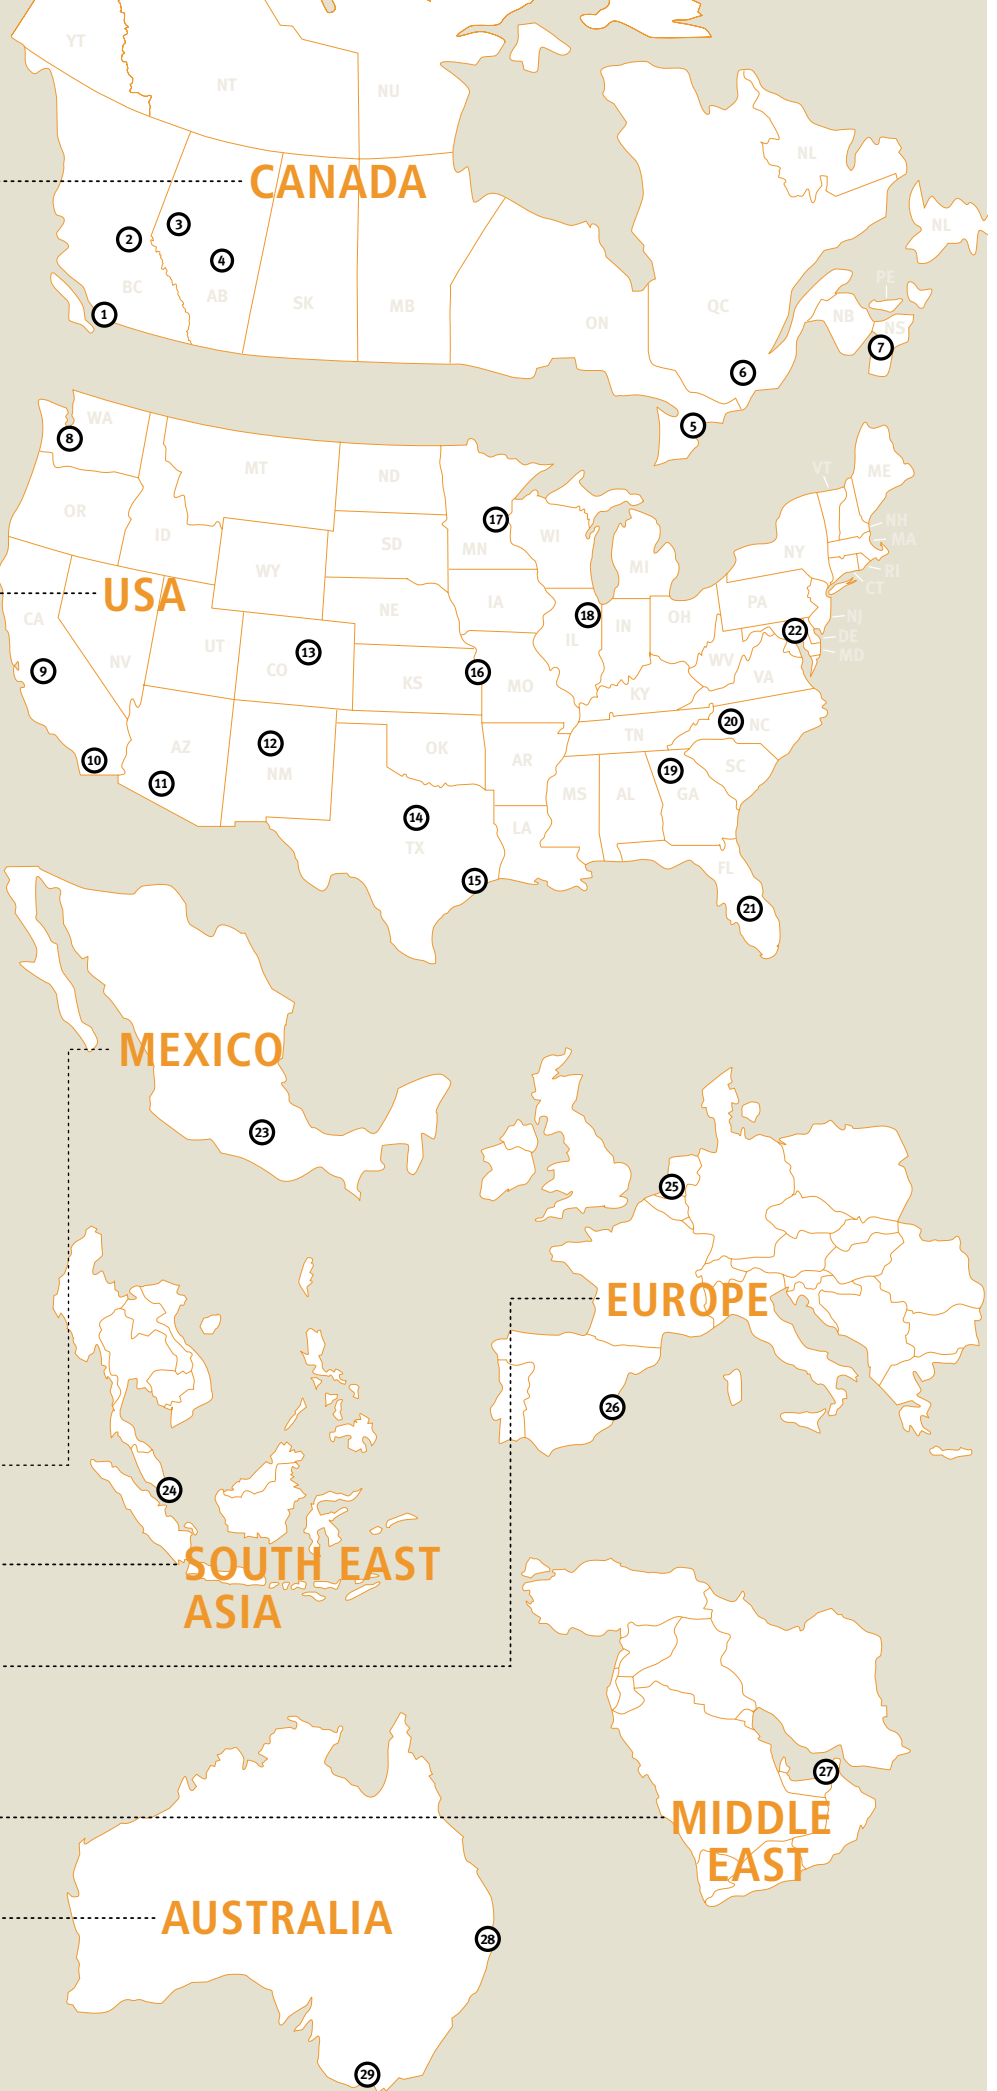 YT
NT
NU
NL
CANADA
3
2
4
NL
BC
AB
SK
MB
ON
QC
PE
NB
NS
1
7
6
5
WA
8
MT
ND
VT
ME
OR
ID
17
WI
NH
SD
MN
MA
NY
WY
MI
RI
CT
USA
NE
IA
PA
CA
18
IN
OH
NJ
22
DE
UT
13
IL
MD
NV
CO
WV
9
KS
16
MO
KY
VA
20
NC
AZ
12
OK
TN
10
NM
AR
19
SC
11
MS
AL
GA
14
TX
LA
15
FL
21
MEXICO
23
25
EUROPE
26
24
SOUTH EAST
ASIA
27
MIDDLE
EAST
AUSTRALIA
28
29